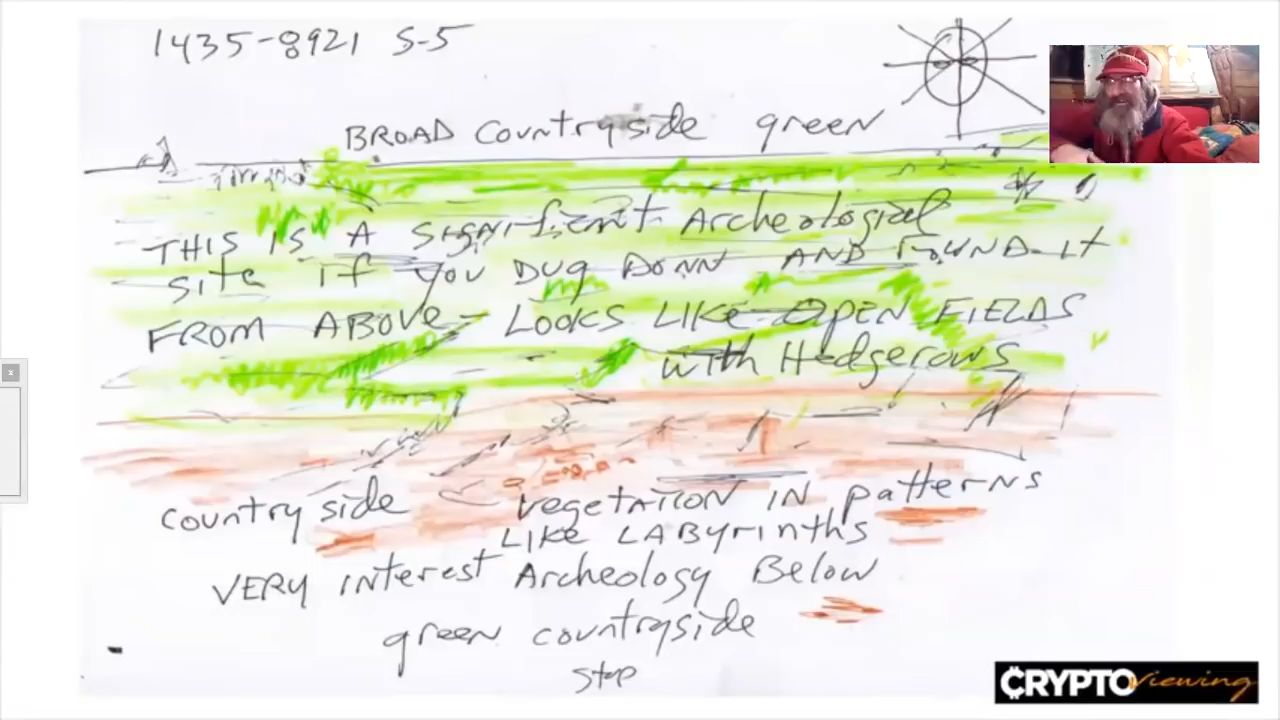 1435-8921 S-5
BROAD Countryside green
THIS IS A Significant Archeological
Site if you DUG DOWN AND FOUND-it
FROM ABOVE - LOOKS LIKE OPEN FIELDS
with Hedgerows
Country side vegetation IN patterns
LIKE LABYrinths
VERY interest Archeology Below
green countryside
Stop
CRYPTOviewing
x